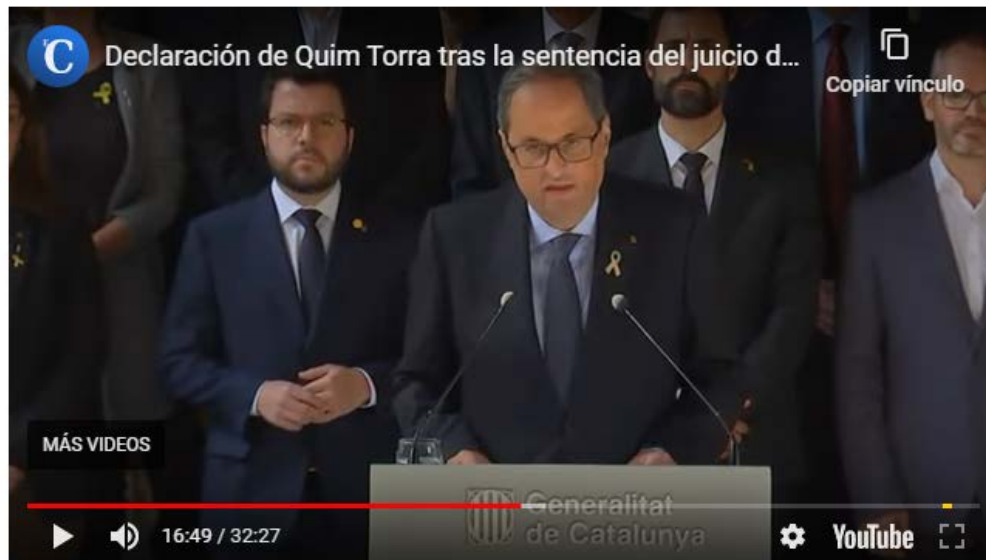 Declaración de Quim Torra tras la sentencia del juicio d...
Copiar vínculo
MÁS VIDEOS
Generalitat
de Catalunya
16:49 / 32:27
YouTube